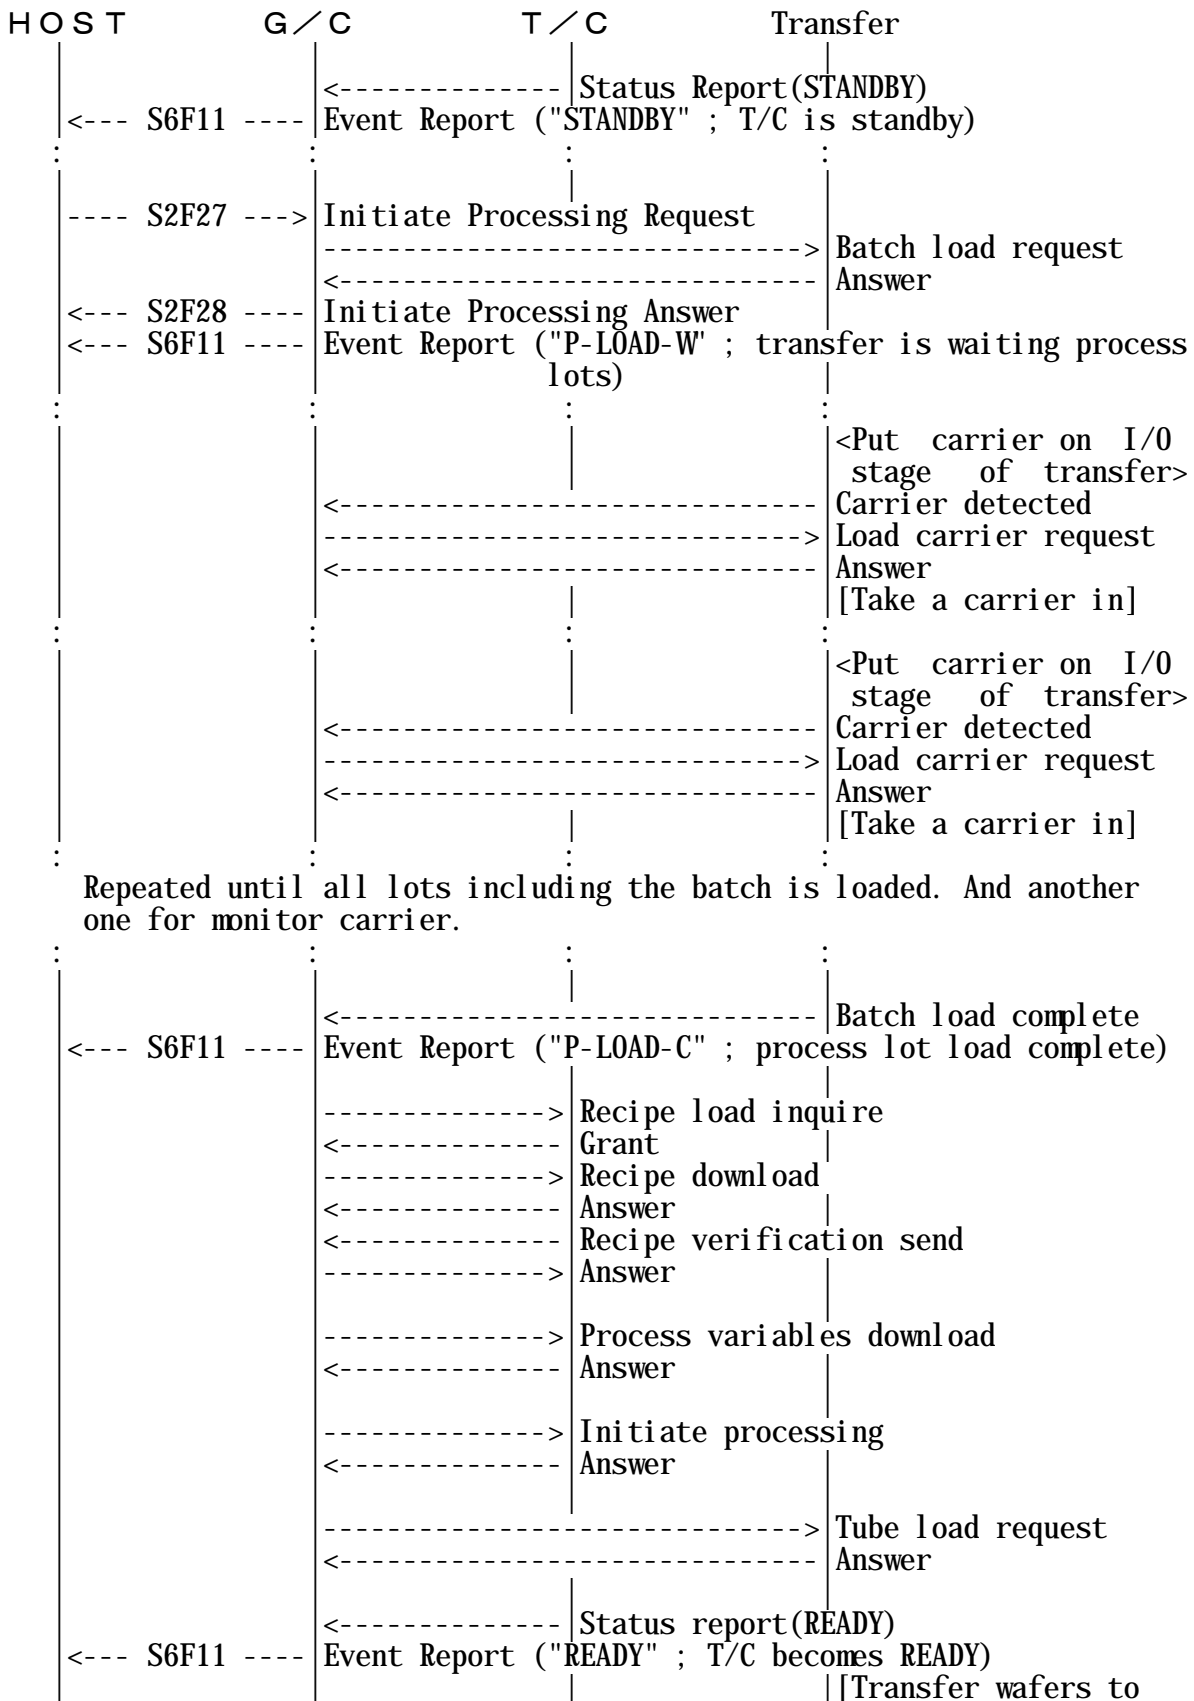 ＨＯＳＴ Ｇ／Ｃ Ｔ／Ｃ Transfer
<-------------- Status Report(STANDBY)
<--- S6F11 ---- Event Report ("STANDBY" ; T/C is standby)
: : : :
---- S2F27 ---> Initiate Processing Request
------------------------------> Batch load request
<------------------------------ Answer
<--- S2F28 ---- Initiate Processing Answer
<--- S6F11 ---- Event Report ("P-LOAD-W" ; transfer is waiting process
lots)
: : : :
<Put carrier on I/O
stage of transfer>
<------------------------------ Carrier detected
------------------------------> Load carrier request
<------------------------------ Answer
[Take a carrier in]
: : : :
<Put carrier on I/O
stage of transfer>
<------------------------------ Carrier detected
------------------------------> Load carrier request
<------------------------------ Answer
[Take a carrier in]
: : : :
Repeated until all lots including the batch is loaded. And another
one for monitor carrier.
: : : :
<------------------------------ Batch load complete
<--- S6F11 ---- Event Report ("P-LOAD-C" ; process lot load complete)
--------------> Recipe load inquire
<-------------- Grant
--------------> Recipe download
<-------------- Answer
<-------------- Recipe verification send
--------------> Answer
--------------> Process variables download
<-------------- Answer
--------------> Initiate processing
<-------------- Answer
------------------------------> Tube load request
<------------------------------ Answer
<-------------- Status report(READY)
<--- S6F11 ---- Event Report ("READY" ; T/C becomes READY)
[Transfer wafers to